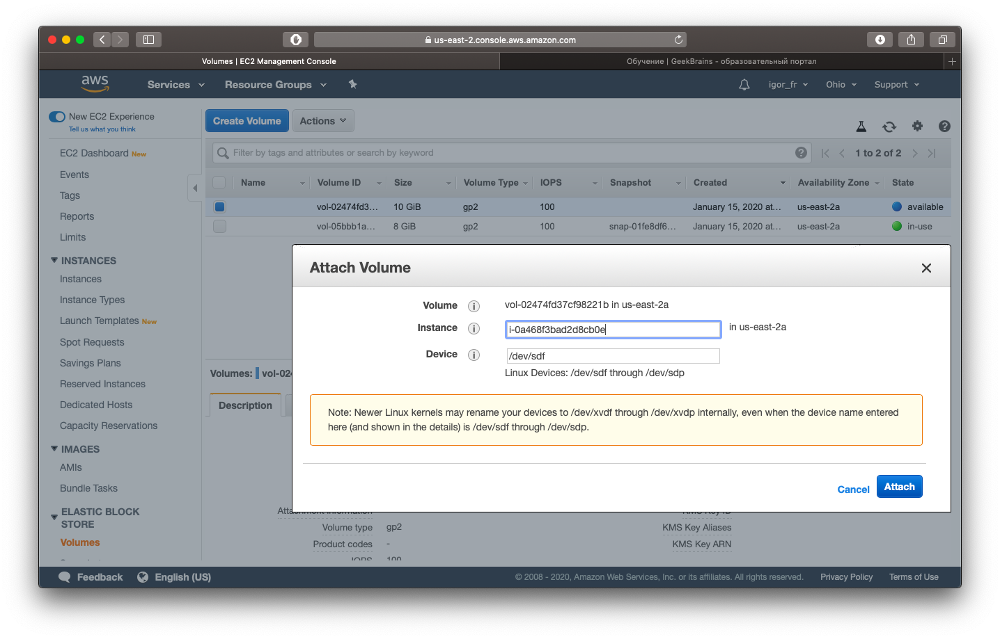 us-east-2.console.aws.amazon.com
Volumes | EC2 Management Console
Обучение | GeekBrains - образовательный портал
aws
Services
Resource Groups
igor_fr
Ohio
Support
New EC2 Experience
Tell us what you think
Create Volume
Actions
EC2 Dashboard New
Events
Tags
Reports
Limits
INSTANCES
Instances
Instance Types
Launch Templates New
Spot Requests
Savings Plans
Reserved Instances
Dedicated Hosts
Capacity Reservations
IMAGES
AMIs
Bundle Tasks
ELASTIC BLOCK
STORE
Volumes
Filter by tags and attributes or search by keyword
1 to 2 of 2
Name Volume ID Size Volume Type IOPS Snapshot Created Availability Zone State
vol-02474fd3... 10 GiB gp2 100 January 15, 2020 at... us-east-2a available
vol-05bbb1a... 8 GiB gp2 100 snap-01fe8df6... January 15, 2020 at... us-east-2a in-use
Attach Volume
Volume i vol-02474fd37cf98221b in us-east-2a
Instance i i-0a468f3bad2d8cb0e in us-east-2a
Device i /dev/sdf
Linux Devices: /dev/sdf through /dev/sdp
Note: Newer Linux kernels may rename your devices to /dev/xvdf through /dev/xvdp internally, even when the device name entered
here (and shown in the details) is /dev/sdf through /dev/sdp.
Cancel Attach
Volumes: vol-024
Description
Attachment information
KMS Key ID
Volume type gp2
KMS Key Aliases
Product codes -
KMS Key ARN
IOPS 100
Feedback
English (US)
© 2008 - 2020, Amazon Web Services, Inc. or its affiliates. All rights reserved.
Privacy Policy
Terms of Use